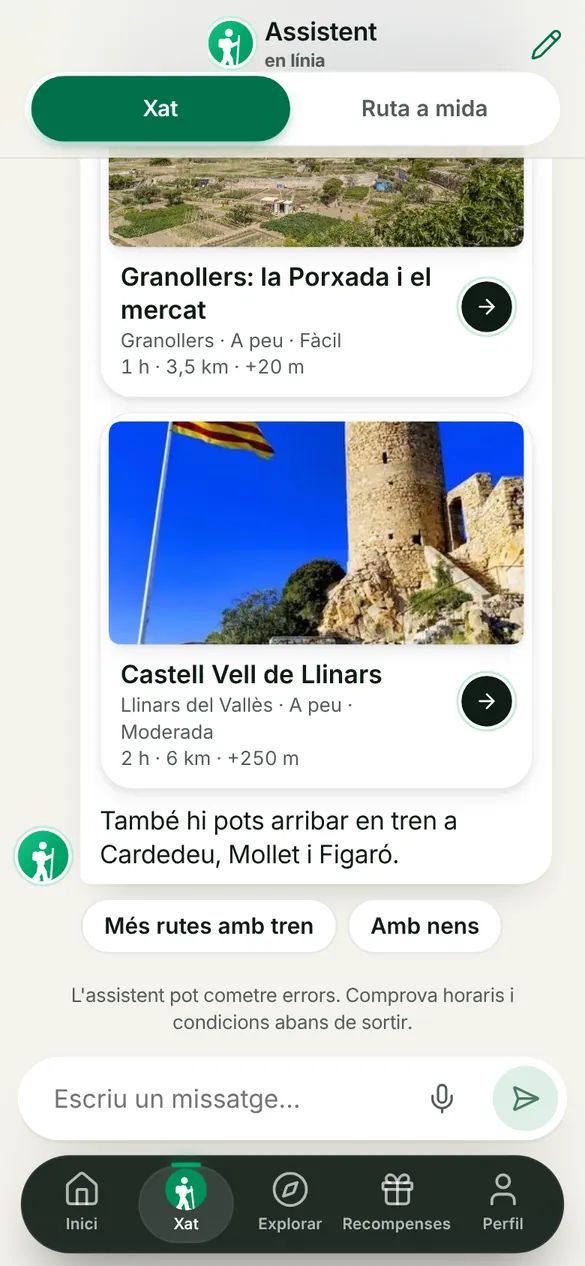 Assistent
en línia
Xat
Ruta a mida
Granollers: la Porxada i el
mercat
Granollers · A peu · Fàcil
1 h · 3,5 km · +20 m
Castell Vell de Llinars
Llinars del Vallès · A peu ·
Moderada
2 h · 6 km · +250 m
També hi pots arribar en tren a
Cardedeu, Mollet i Figaró.
Més rutes amb tren
Amb nens
L'assistent pot cometre errors. Comprova horaris i
condicions abans de sortir.
Escriu un missatge...
Inici
Xat
Explorar
Recompenses
Perfil